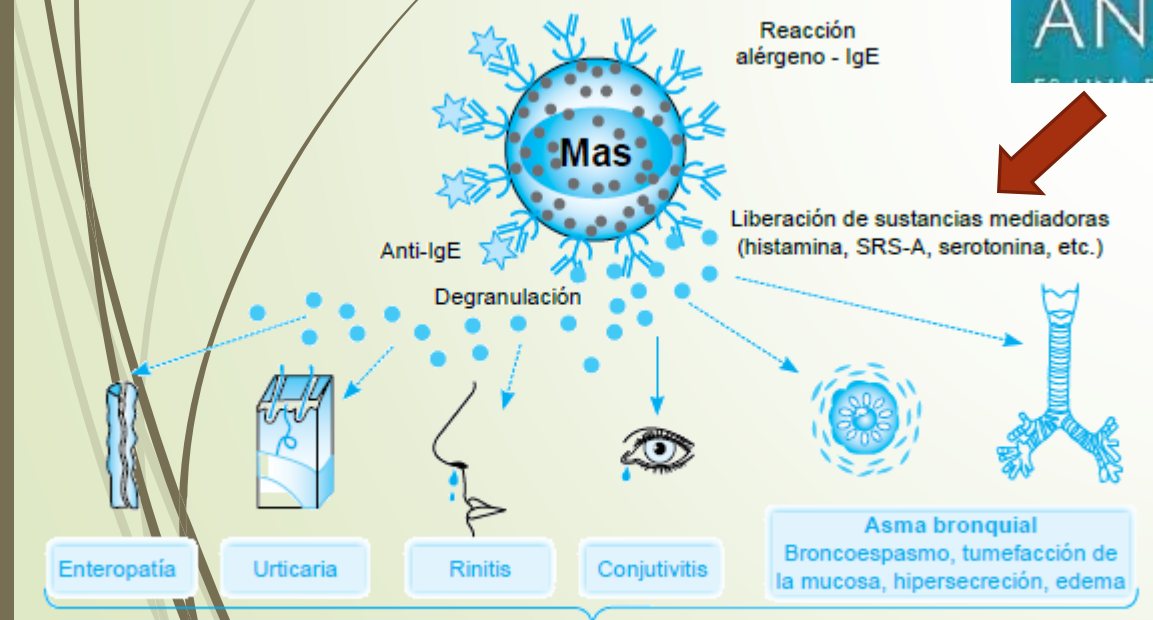 AN
Reacción
alérgeno - IgE
Mas
Liberación de sustancias mediadoras
(histamina, SRS-A, serotonina, etc.)
Anti-IgE
Degranulación
Enteropatía
Urticaria
Rinitis
Conjutivitis
Asma bronquial
Broncoespasmo, tumefacción de
la mucosa, hipersecreción, edema